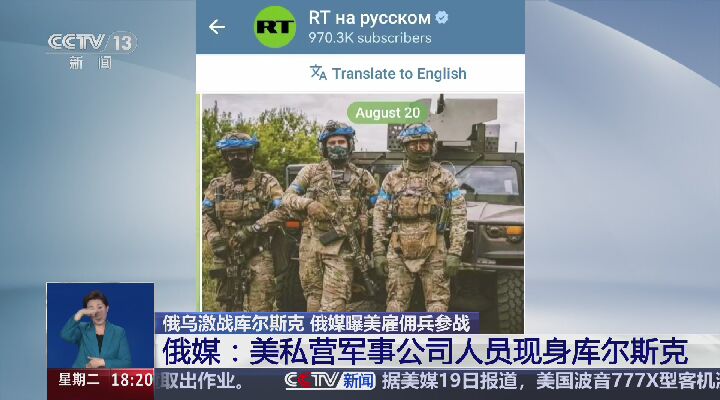 CCTV 13
新闻
RT
RT на русском
970.3K subscribers
Translate to English
August 20
俄乌激战库尔斯克 俄媒曝美雇佣兵参战
俄媒：美私营军事公司人员现身库尔斯克
星期二 18:20
取出作业。 CCTV新闻 据美媒19日报道，美国波音777X型客机